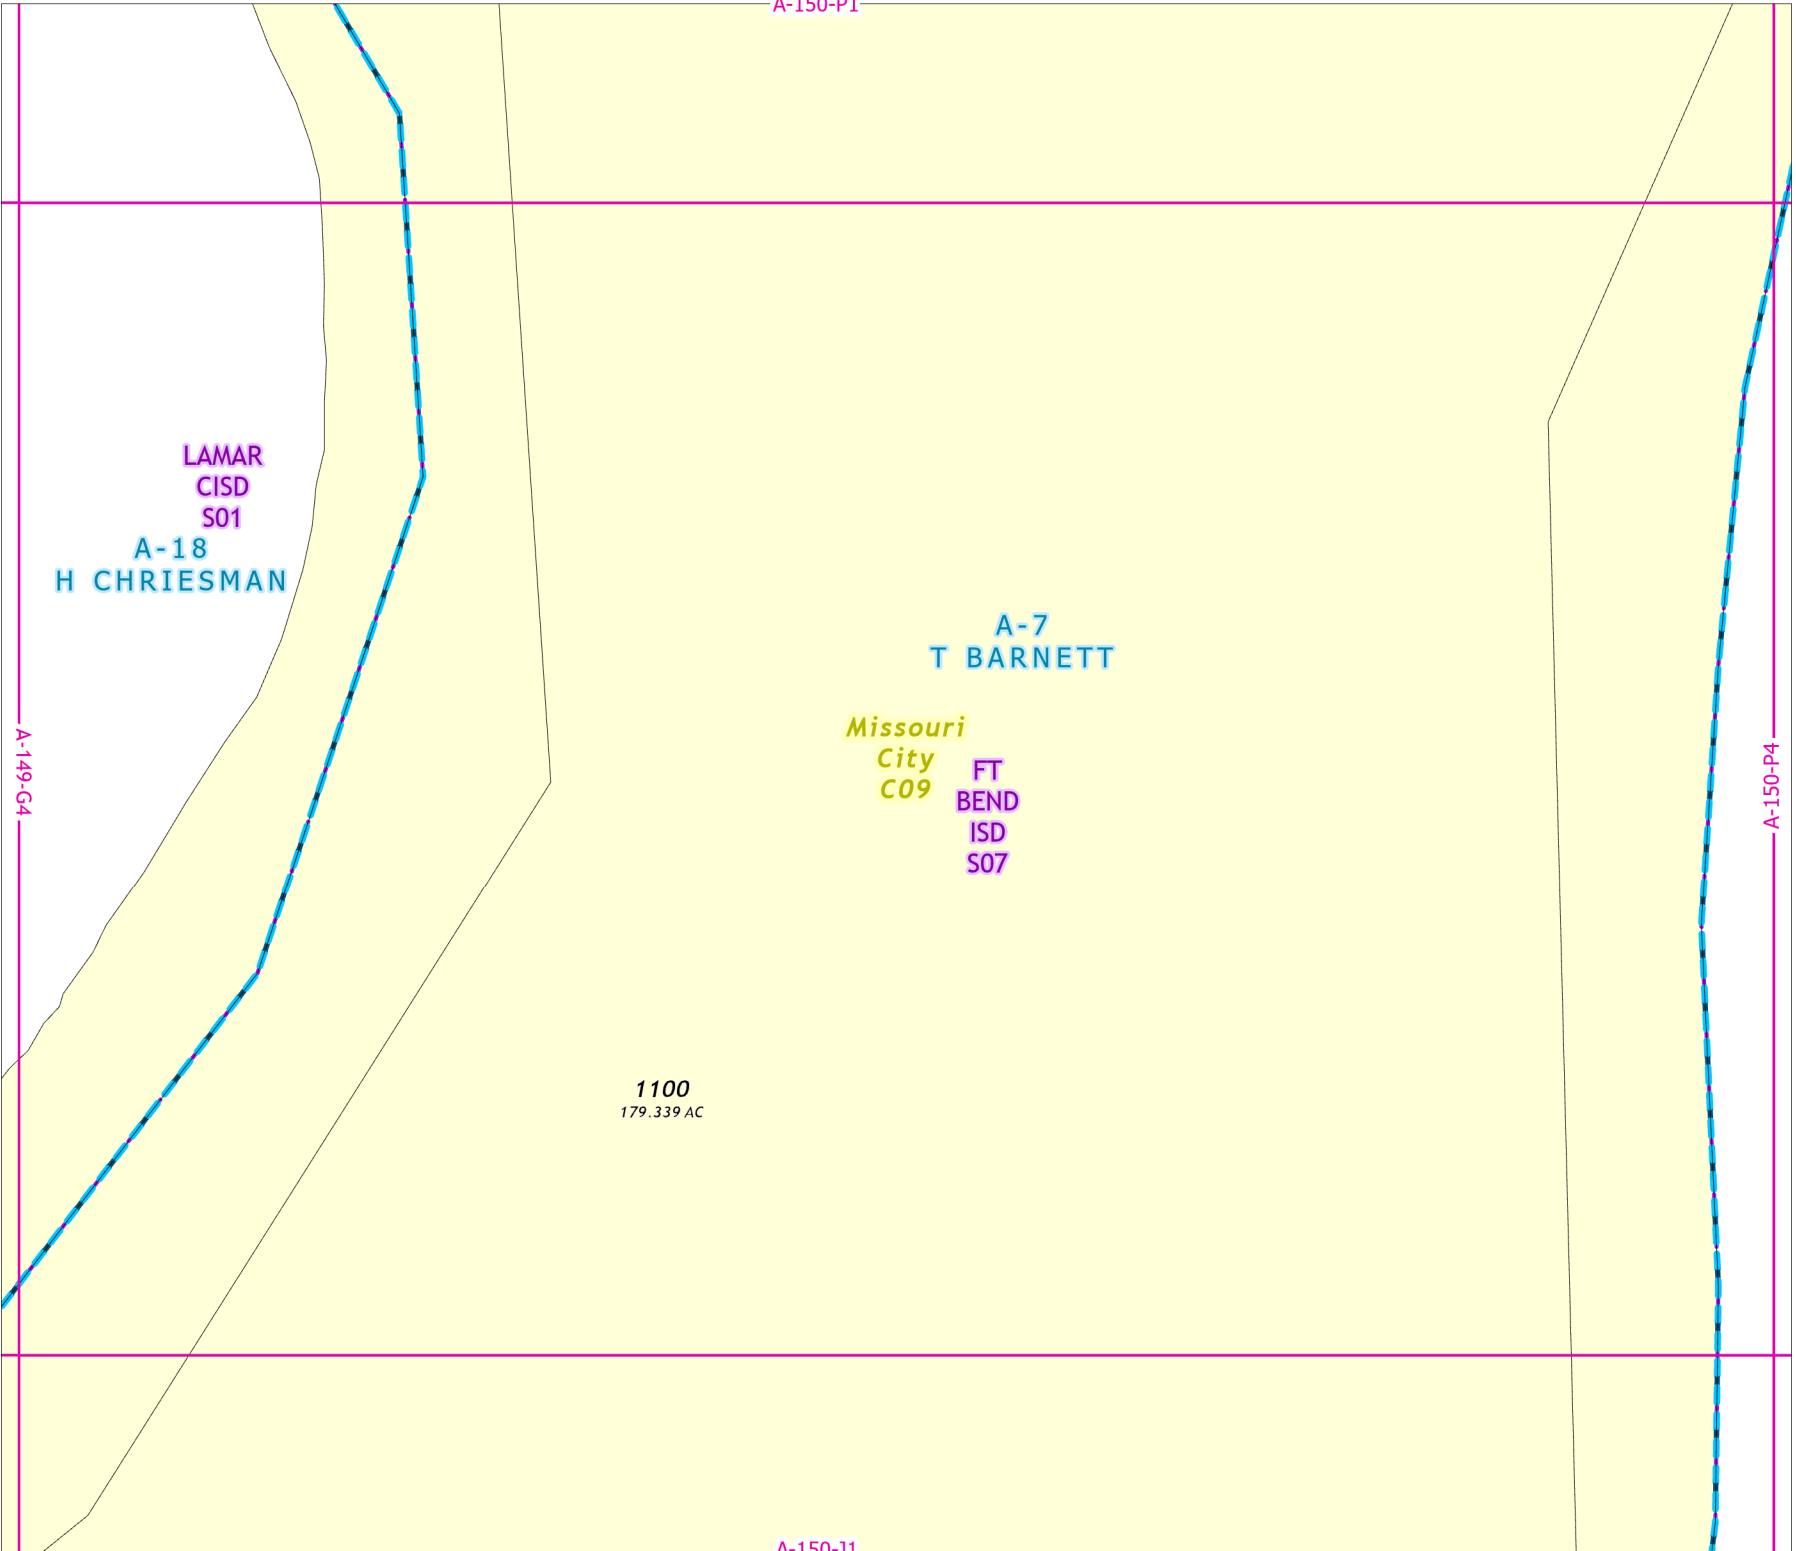 A-150-P1
LAMAR
CISD
S01
A-18
H CHRIESMAN
A-7
T BARNETT
Missouri
City
C09
FT
BEND
ISD
S07
A-149-G4
A-150-P4
1100
179.339 AC
A-150-J1